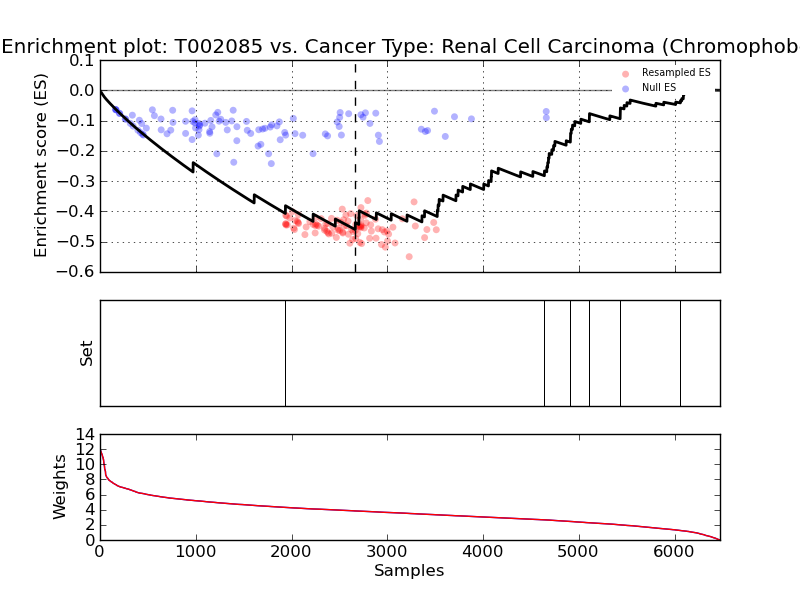 Enrichment plot: T002085 vs. Cancer Type: Renal Cell Carcinoma (Chromophob
0.1
0.0
−0.1
−0.2
−0.3
−0.4
−0.5
−0.6
Enrichment score (ES)
Resampled ES
Null ES
Set
14
12
10
8
6
4
2
0
Weights
0 1000 2000 3000 4000 5000 6000
Samples